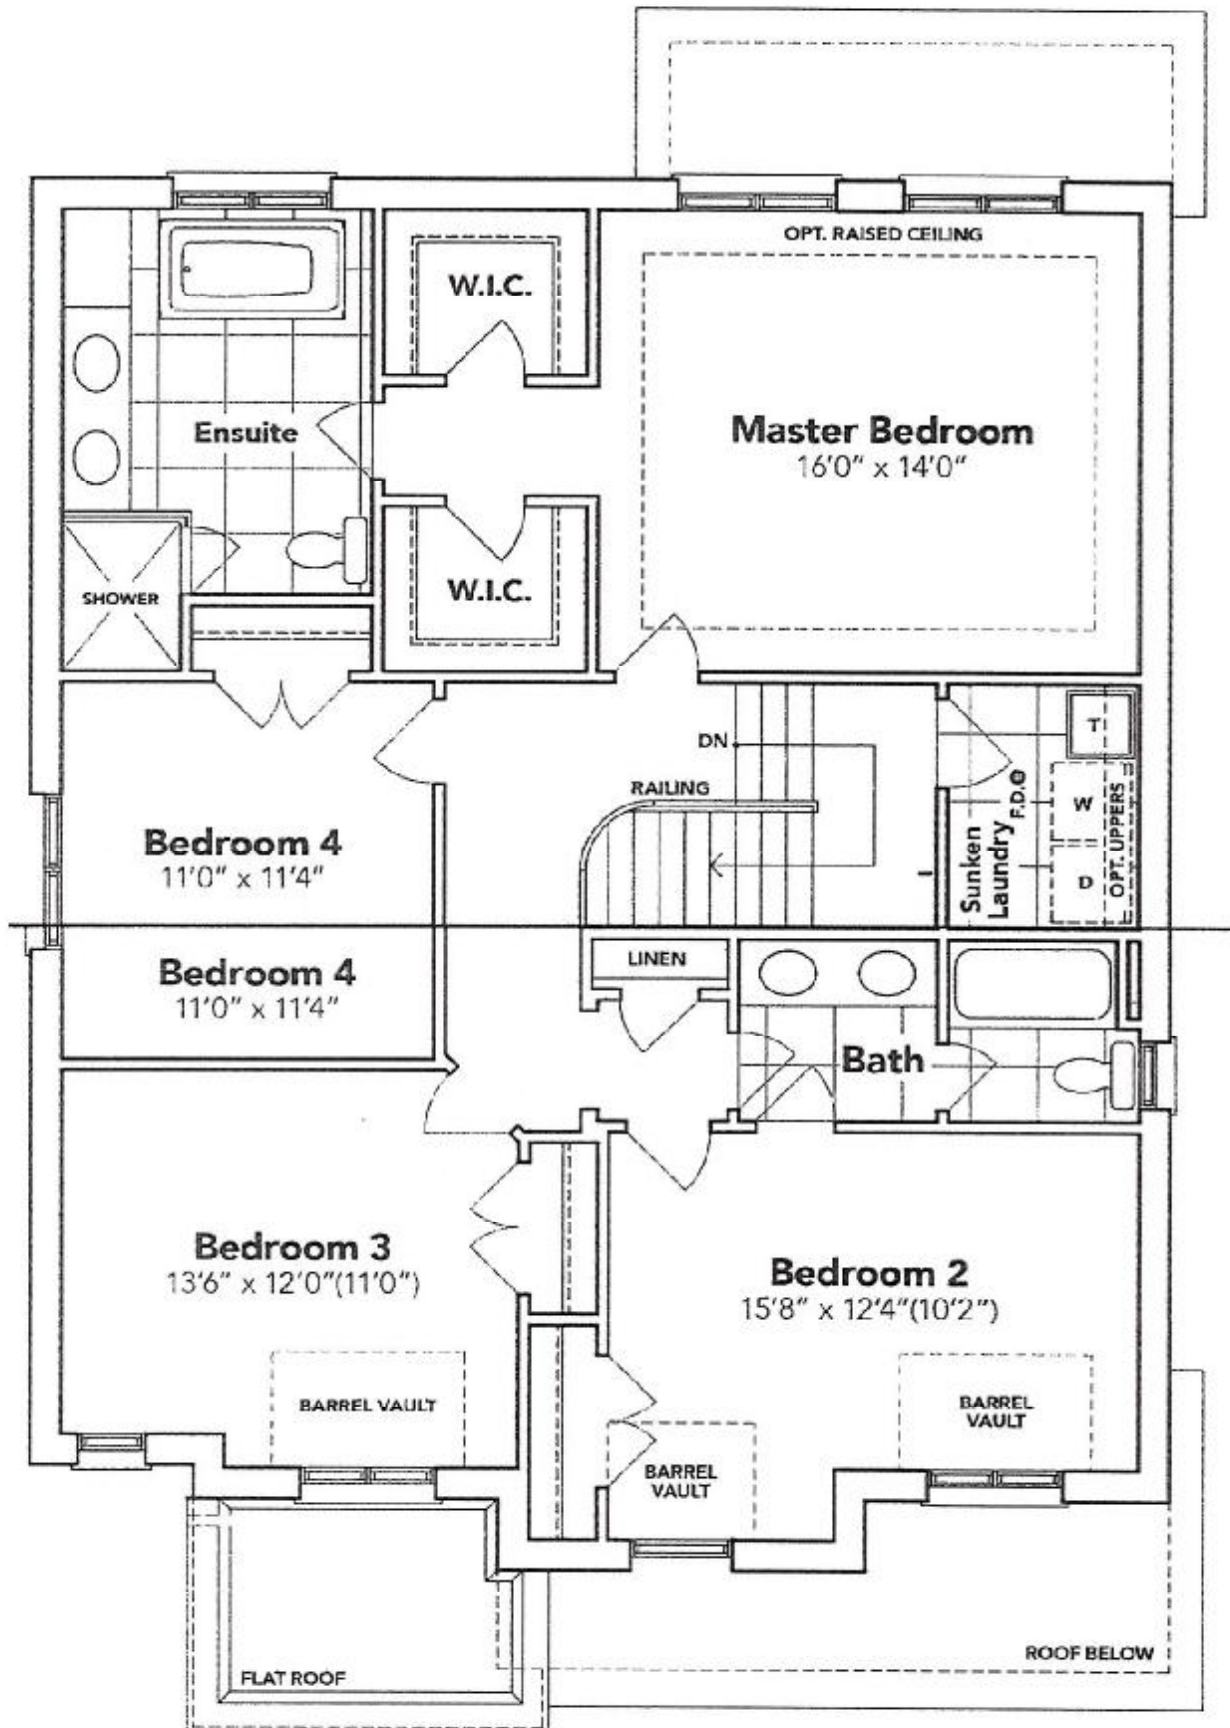 OPT. RAISED CEILING
W.I.C.
Master Bedroom
16'0" x 14'0"
Ensuite
W.I.C.
SHOWER
DN
RAILING
T
W
D
OPT. UPPERS
F.D.
Sunken
Laundry
Bedroom 4
11'0" x 11'4"
Bedroom 4
11'0" x 11'4"
LINEN
Bath
Bedroom 3
13'6" x 12'0"(11'0")
Bedroom 2
15'8" x 12'4"(10'2")
BARREL VAULT
BARREL
VAULT
BARREL
VAULT
FLAT ROOF
ROOF BELOW